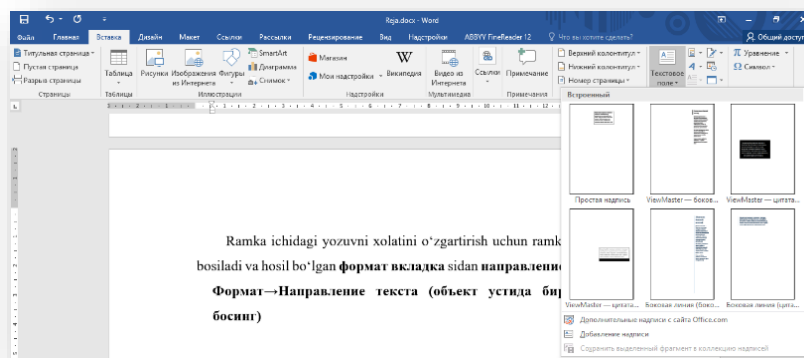 Reja.docx - Word
Файл Главная Вставка Дизайн Макет Ссылки Рассылки Рецензирование Вид Надстройки ABBYY FineReader 12 Что вы хотите сделать? Общий доступ
Титульная страница
Пустая страница
Разрыв страницы
Страницы
Таблица
Таблицы
Рисунки Изображения из Интернета Фигуры
SmartArt
Диаграмма
Снимок
Иллюстрации
Магазин
Мои надстройки
Википедия
Надстройки
Видео из Интернета
Мультимедиа
Ссылки
Примечание
Примечания
Верхний колонтитул
Нижний колонтитул
Номер страницы
Текстовое поле
Уравнение
Символ
Встроенный
Простая надпись ViewMaster — боков... ViewMaster — цитата...
ViewMaster — цитата... Боковая линия (боко... Боковая линия (цита...
Дополнительные надписи с сайта Office.com
Добавление надписи
Сохранить выделенный фрагмент в коллекцию надписей
Ramka ichidagi yozuvni xolatini o‘zgartirish uchun ramk
bosiladi va hosil bo‘lgan формат вкладка sidan направление
Формат→Направление текста (объект устида бир
босинг)